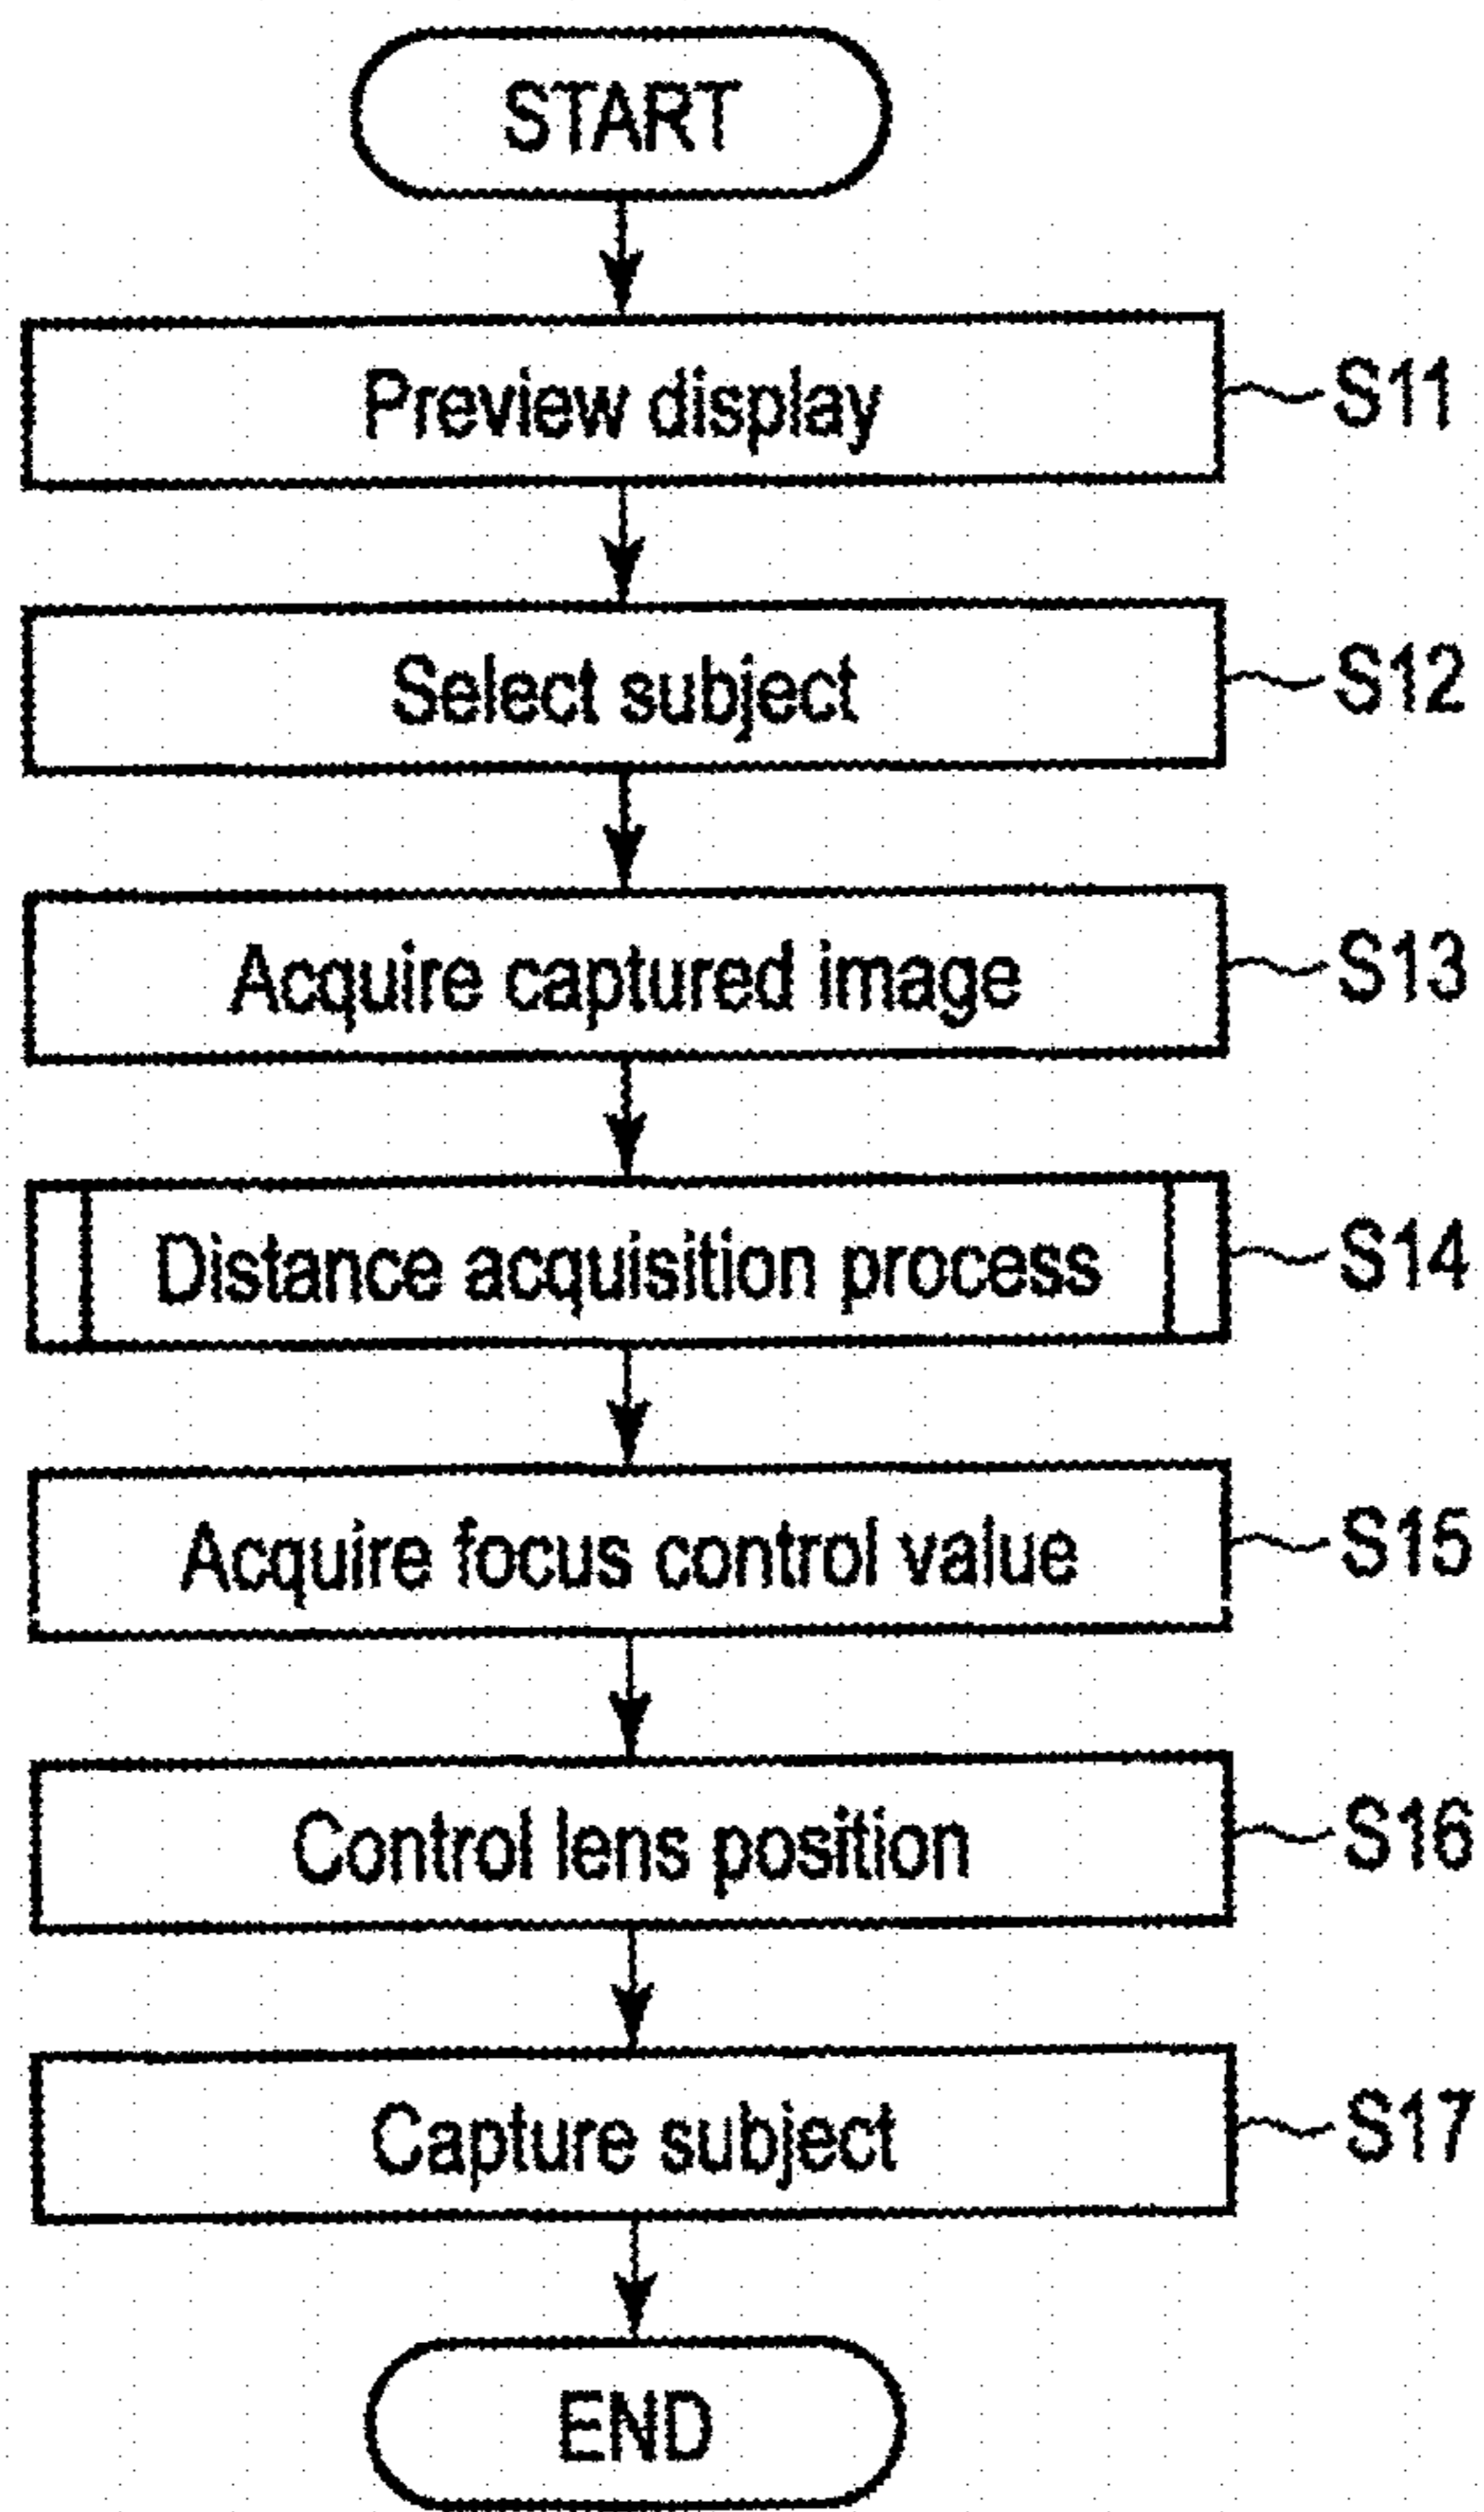 START
Preview display
S11
Select subject
S12
Acquire captured image
S13
Distance acquisition process
S14
Acquire focus control value
S15
Control lens position
S16
Capture subject
S17
END